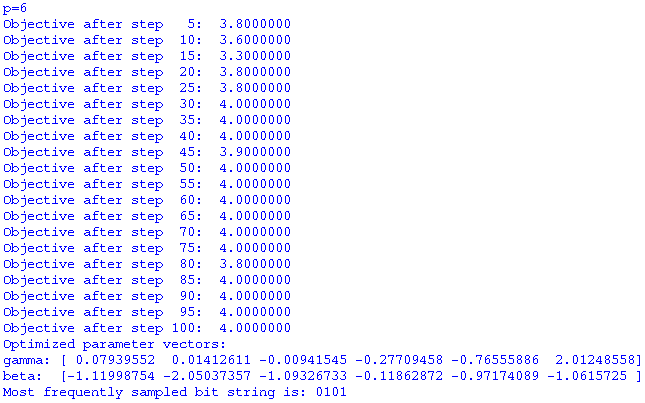 p=6
Objective after step   5:  3.8000000
Objective after step  10:  3.6000000
Objective after step  15:  3.3000000
Objective after step  20:  3.8000000
Objective after step  25:  3.8000000
Objective after step  30:  4.0000000
Objective after step  35:  4.0000000
Objective after step  40:  4.0000000
Objective after step  45:  3.9000000
Objective after step  50:  4.0000000
Objective after step  55:  4.0000000
Objective after step  60:  4.0000000
Objective after step  65:  4.0000000
Objective after step  70:  4.0000000
Objective after step  75:  4.0000000
Objective after step  80:  3.8000000
Objective after step  85:  4.0000000
Objective after step  90:  4.0000000
Objective after step  95:  4.0000000
Objective after step 100:  4.0000000
Optimized parameter vectors:
gamma: [ 0.07939552  0.01412611 -0.00941545 -0.27709458 -0.76555886  2.01248558]
beta:  [-1.11998754 -2.05037357 -1.09326733 -0.11862872 -0.97174089 -1.0615725 ]
Most frequently sampled bit string is: 0101